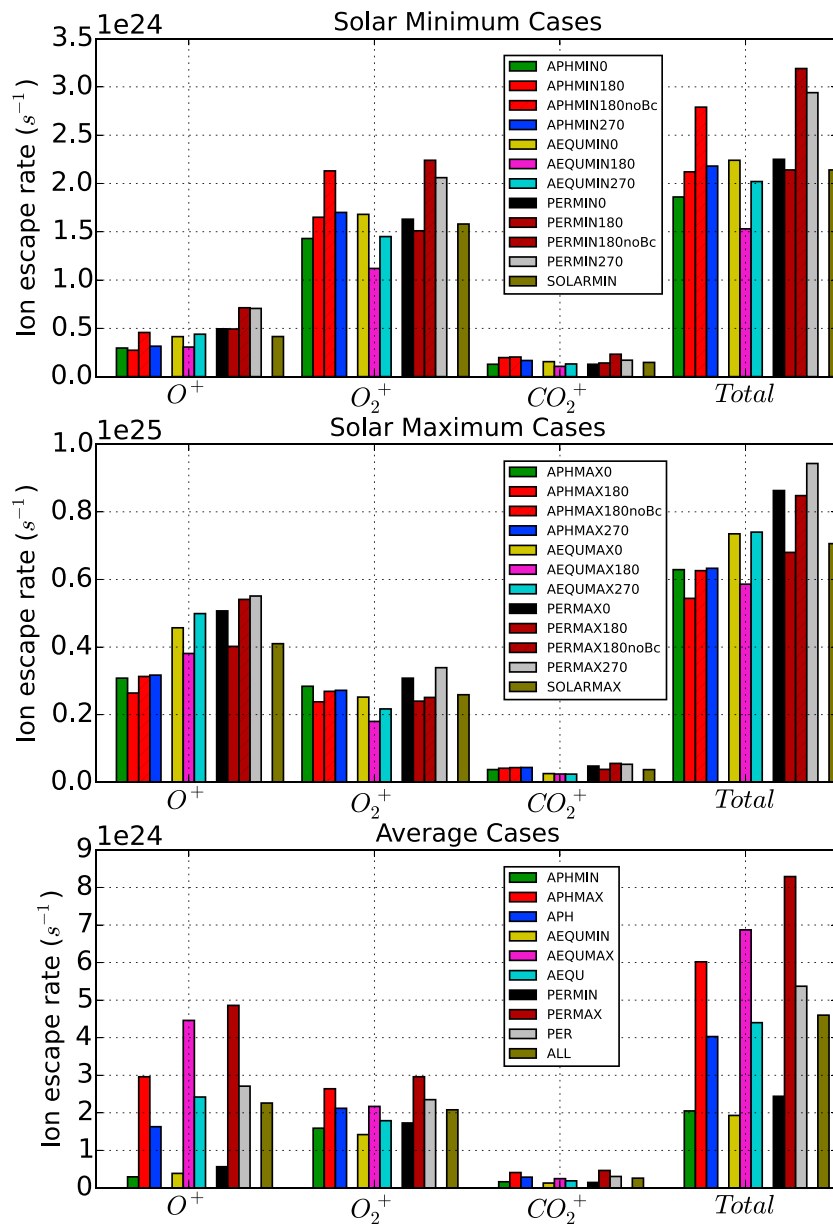 Solar Minimum Cases
1e24
3.5
3.0
2.5
2.0
1.5
1.0
0.5
0.0
Ion escape rate (s⁻¹)
APHMIN0
APHMIN180
APHMIN180noBc
APHMIN270
AEQUMIN0
AEQUMIN180
AEQUMIN270
PERMIN0
PERMIN180
PERMIN180noBc
PERMIN270
SOLARMIN
O⁺ O₂⁺ CO₂⁺ Total
Solar Maximum Cases
1e25
1.0
0.8
0.6
0.4
0.2
0.0
Ion escape rate (s⁻¹)
APHMAX0
APHMAX180
APHMAX180noBc
APHMAX270
AEQUMAX0
AEQUMAX180
AEQUMAX270
PERMAX0
PERMAX180
PERMAX180noBc
PERMAX270
SOLARMAX
O⁺ O₂⁺ CO₂⁺ Total
Average Cases
1e24
9
8
7
6
5
4
3
2
1
0
Ion escape rate (s⁻¹)
APHMIN
APHMAX
APH
AEQUMIN
AEQUMAX
AEQU
PERMIN
PERMAX
PER
ALL
O⁺ O₂⁺ CO₂⁺ Total